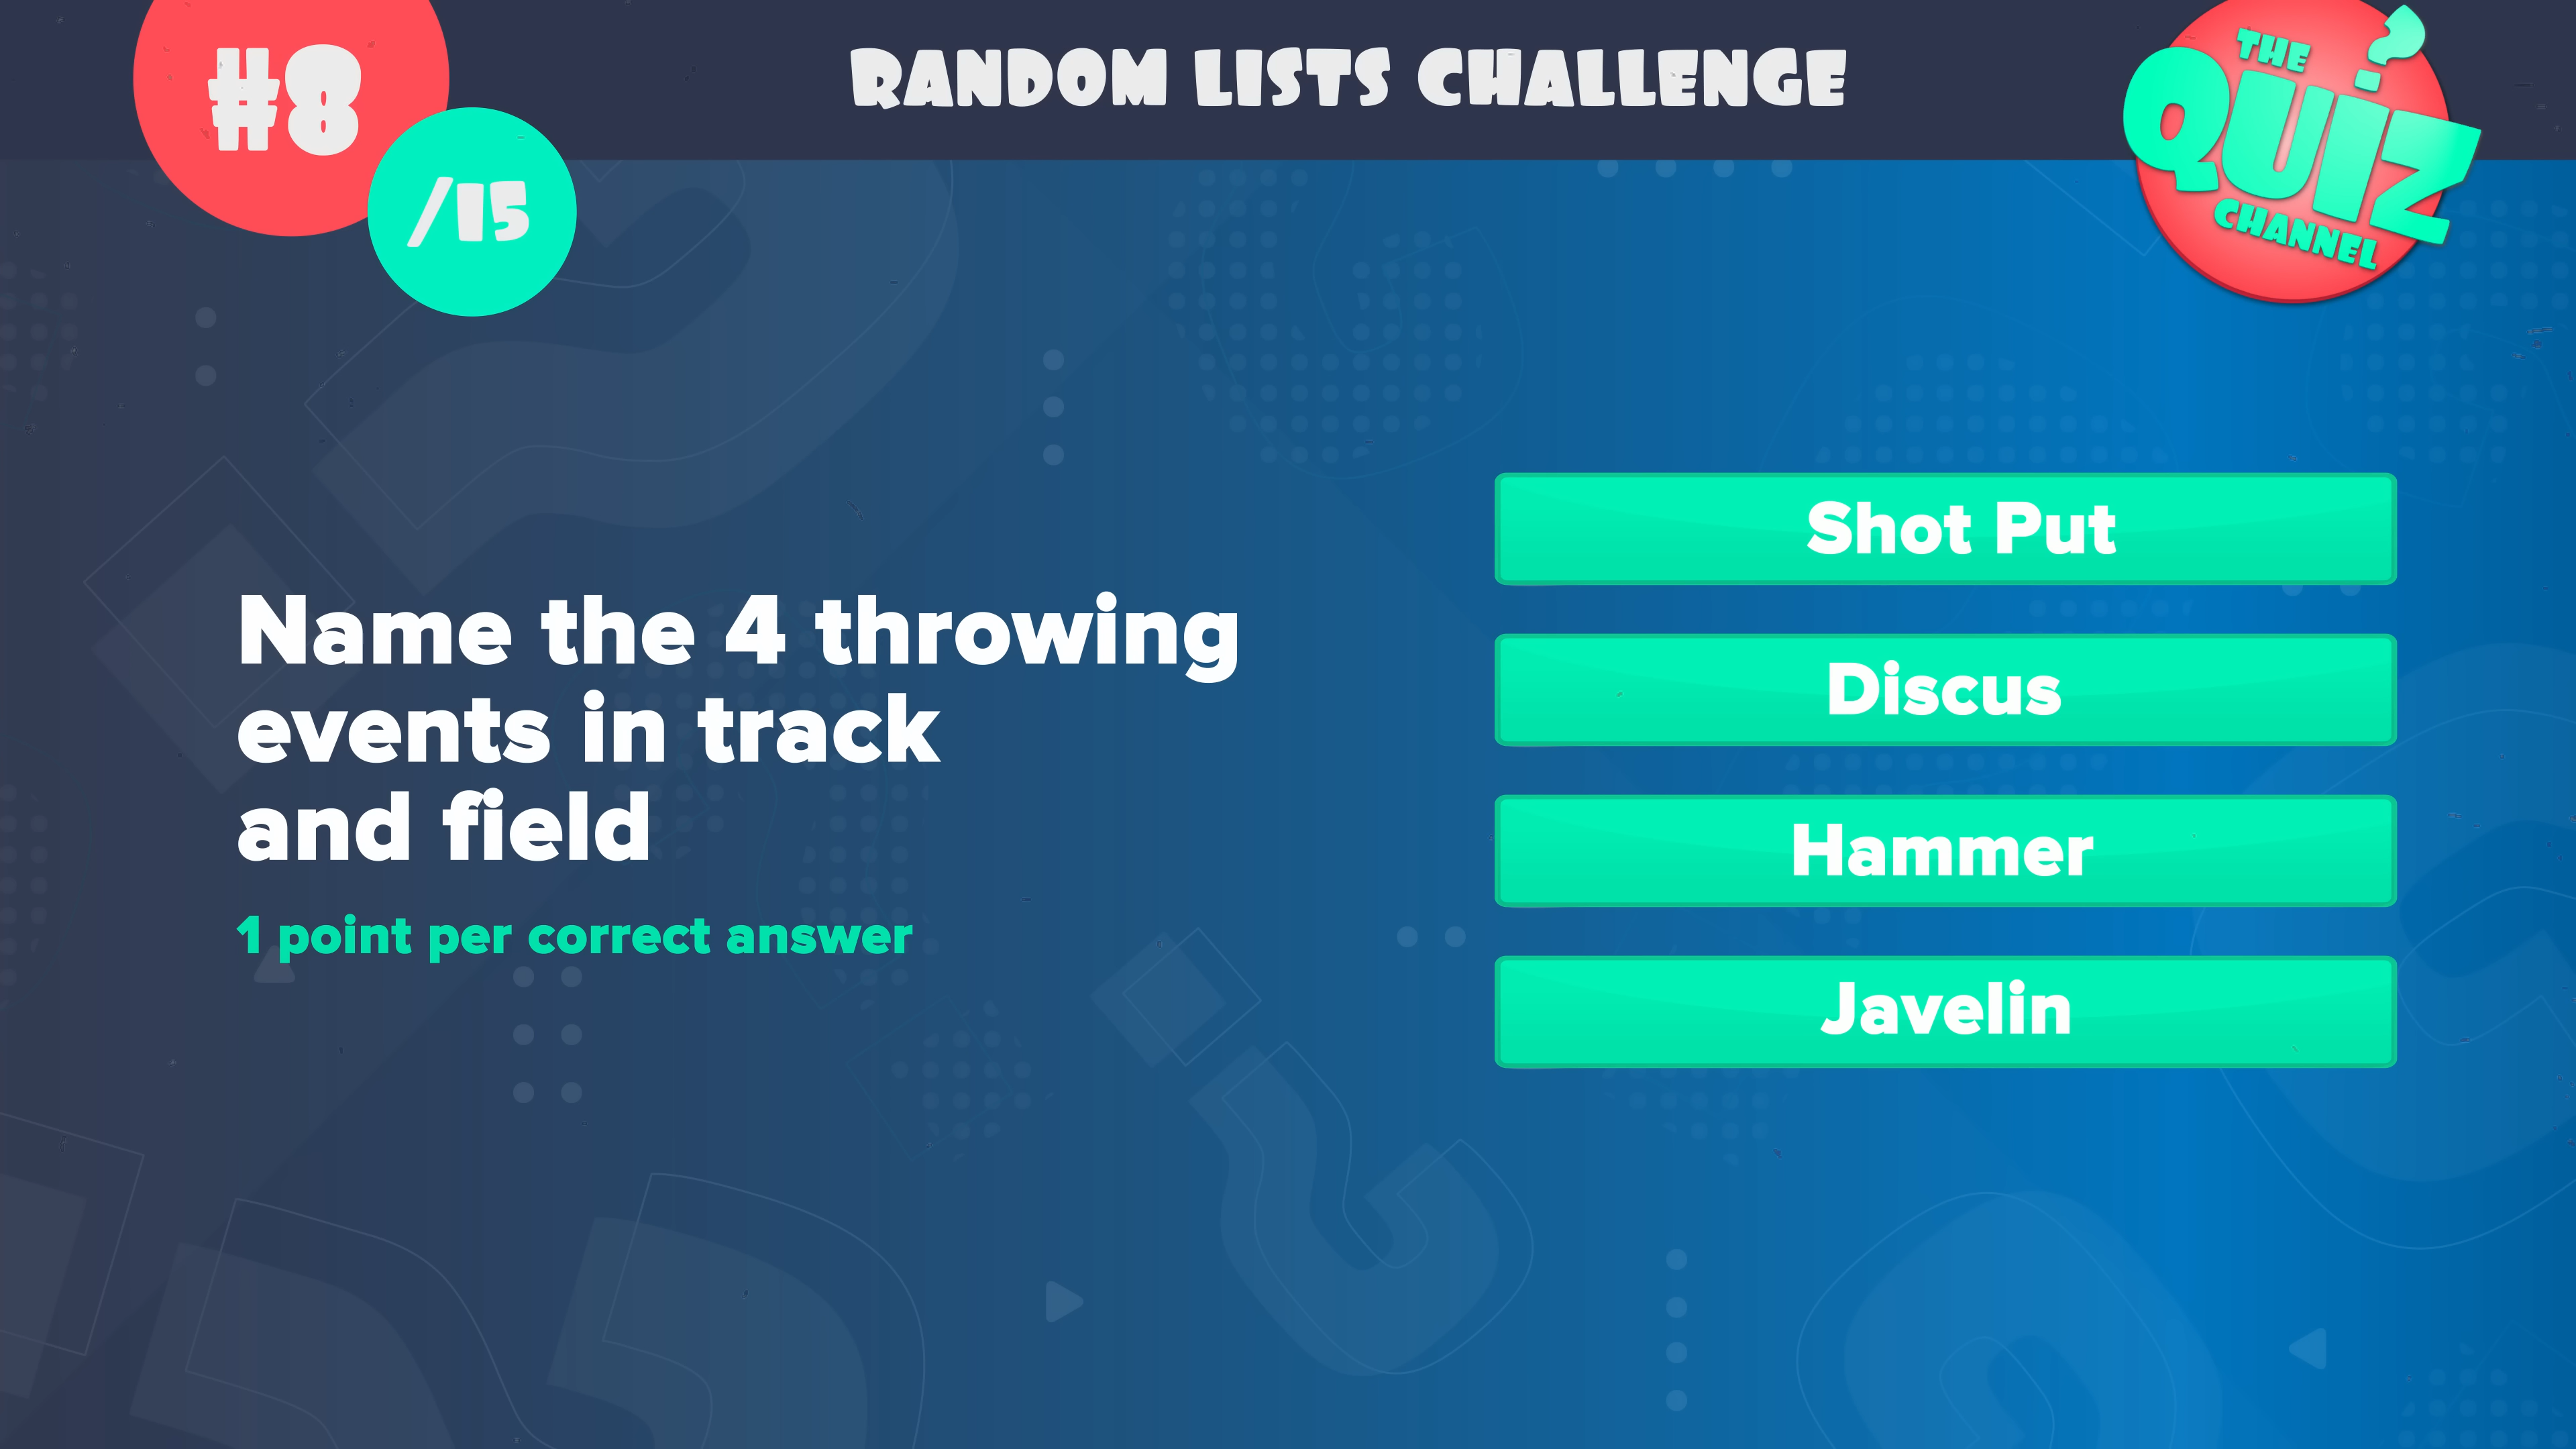 #8
/15
RANDOM LISTS CHALLENGE
THE
QUIZ
CHANNEL
Name the 4 throwing
events in track
and field
1 point per correct answer
Shot Put
Discus
Hammer
Javelin